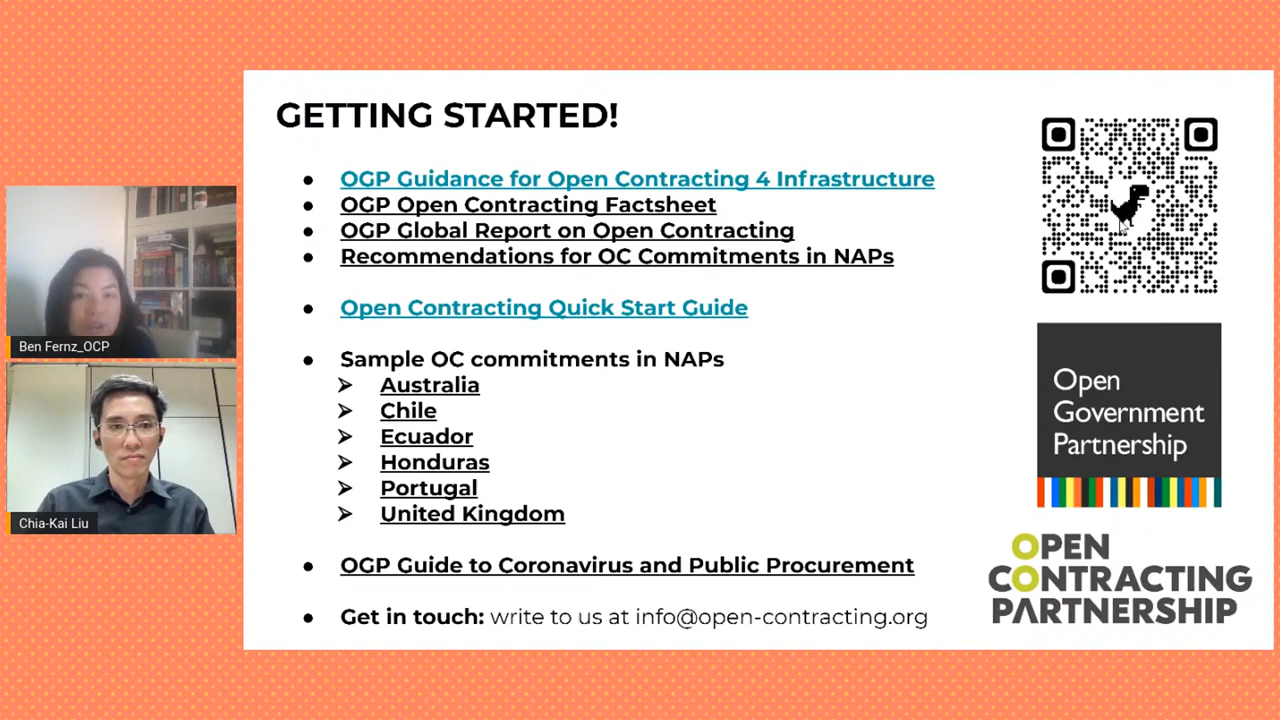 GETTING STARTED!
OGP Guidance for Open Contracting 4 Infrastructure
OGP Open Contracting Factsheet
OGP Global Report on Open Contracting
Recommendations for OC Commitments in NAPs
Open Contracting Quick Start Guide
Sample OC commitments in NAPs
Australia
Chile
Ecuador
Honduras
Portugal
United Kingdom
OGP Guide to Coronavirus and Public Procurement
Get in touch: write to us at info@open-contracting.org
Open
Government
Partnership
OPEN
CONTRACTING
PARTNERSHIP
Ben Fernz_OCP
Chia-Kai Liu